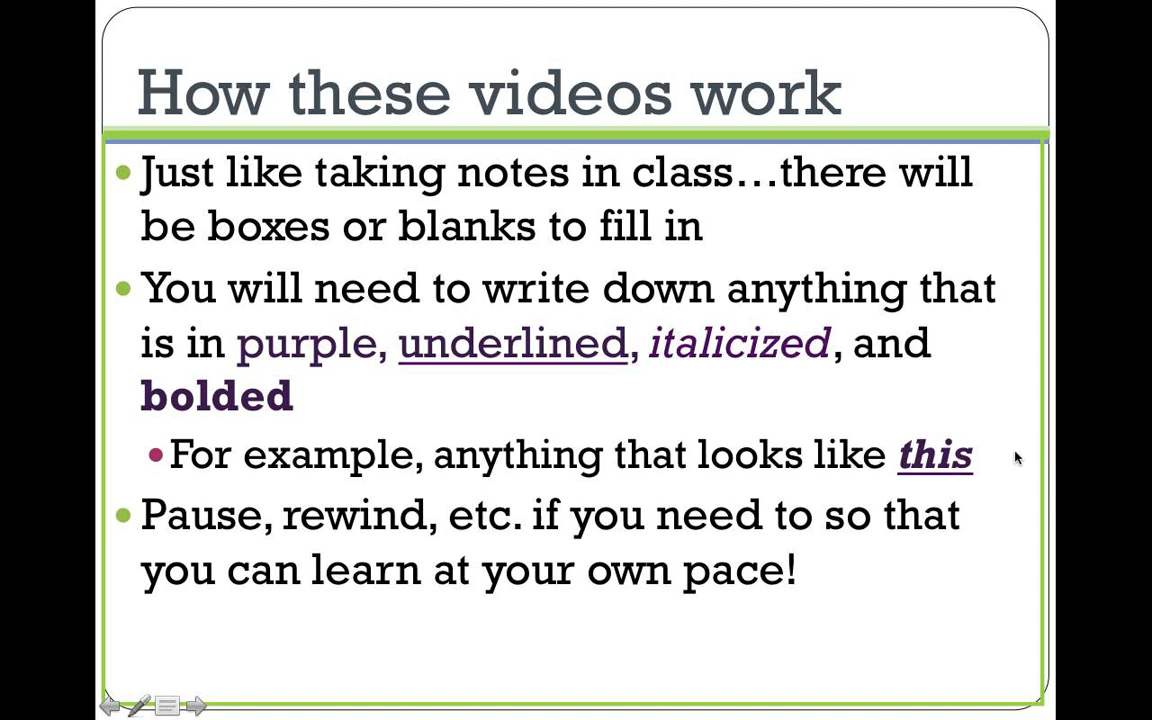 How these videos work
• Just like taking notes in class…there will
be boxes or blanks to fill in
• You will need to write down anything that
is in purple, underlined, italicized, and
bolded
• For example, anything that looks like this
• Pause, rewind, etc. if you need to so that
you can learn at your own pace!